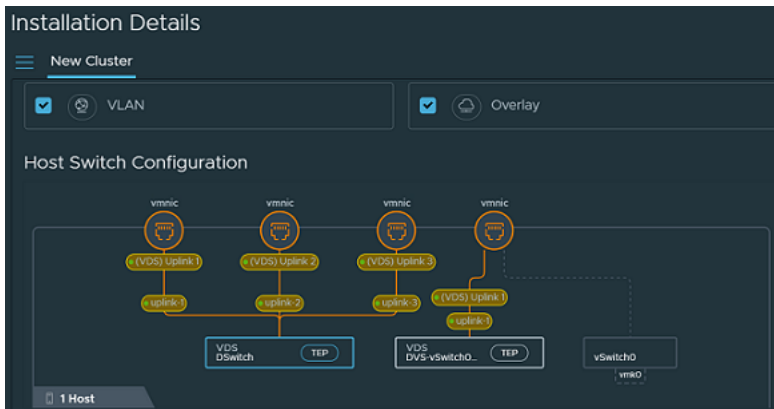 Installation Details
New Cluster
VLAN
Overlay
Host Switch Configuration
vmnic
vmnic
vmnic
vmnic
(VDS) Uplink 1
(VDS) Uplink 2
(VDS) Uplink 3
(VDS) Uplink 1
uplink-1
uplink-2
uplink-3
uplink-1
VDS
DSwitch
TEP
VDS
DVS-vSwitch0...
TEP
vSwitch0
vmk0
1 Host